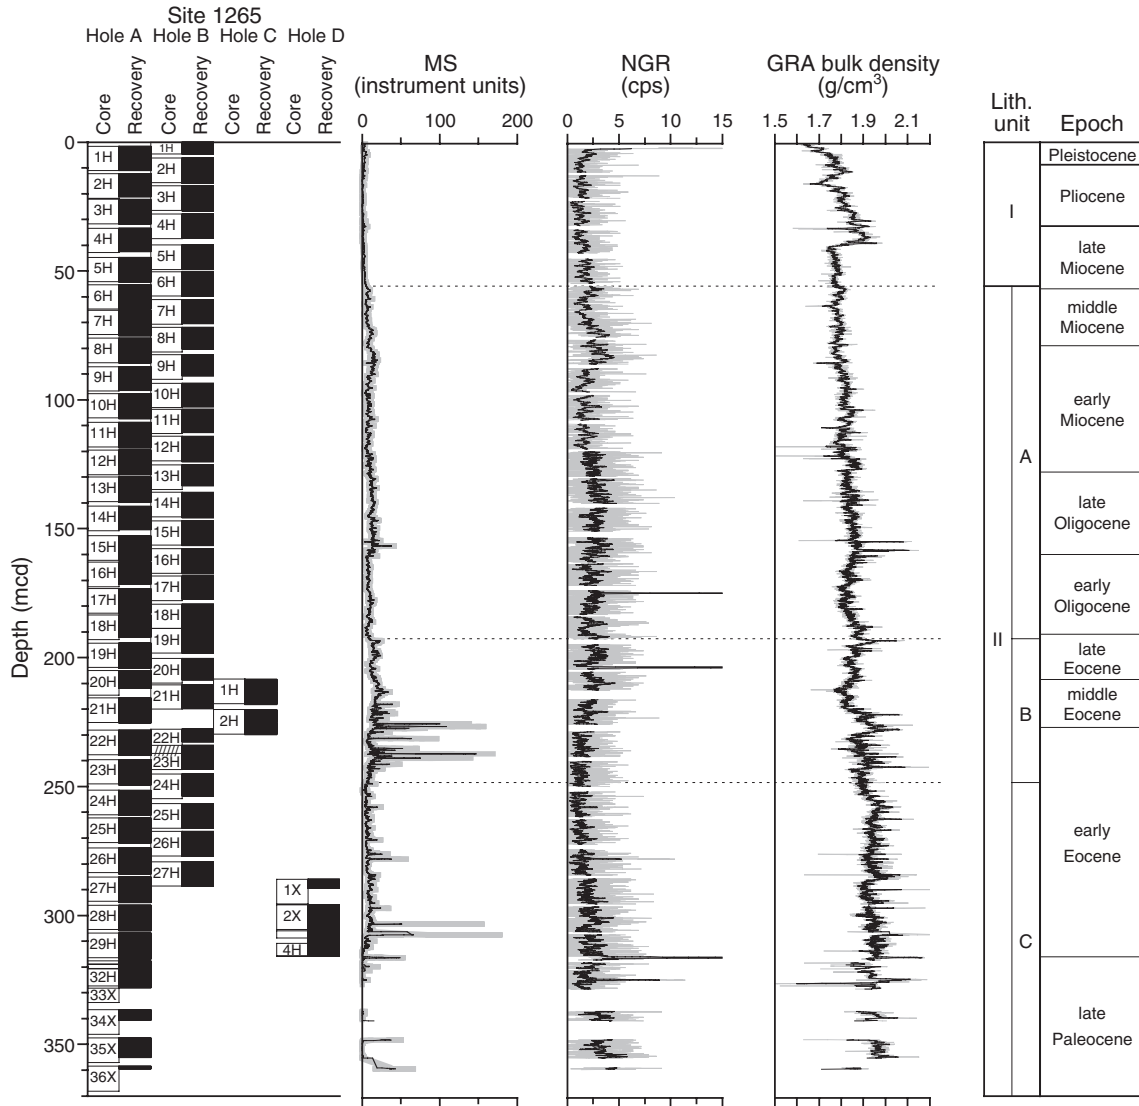 Site 1265
Hole A Hole B Hole C Hole D
Core
Recovery
Core
Recovery
Core
Recovery
Core
Recovery
MS
(instrument units)
0 100 200
NGR
(cps)
0 5 10 15
GRA bulk density
(g/cm³)
1.5 1.7 1.9 2.1
Lith.
unit
Epoch
Depth (mcd)
0
50
100
150
200
250
300
350
1H
2H
3H
4H
5H
6H
7H
8H
9H
10H
11H
12H
13H
14H
15H
16H
17H
18H
19H
20H
21H
22H
23H
24H
25H
26H
27H
28H
29H
32H
33X
34X
35X
36X
1H
2H
3H
4H
5H
6H
7H
8H
9H
10H
11H
12H
13H
14H
15H
16H
17H
18H
19H
20H
21H
22H
23H
24H
25H
26H
27H
1H
2H
1X
2X
4H
I
II
A
B
C
Pleistocene
Pliocene
late
Miocene
middle
Miocene
early
Miocene
late
Oligocene
early
Oligocene
late
Eocene
middle
Eocene
early
Eocene
late
Paleocene